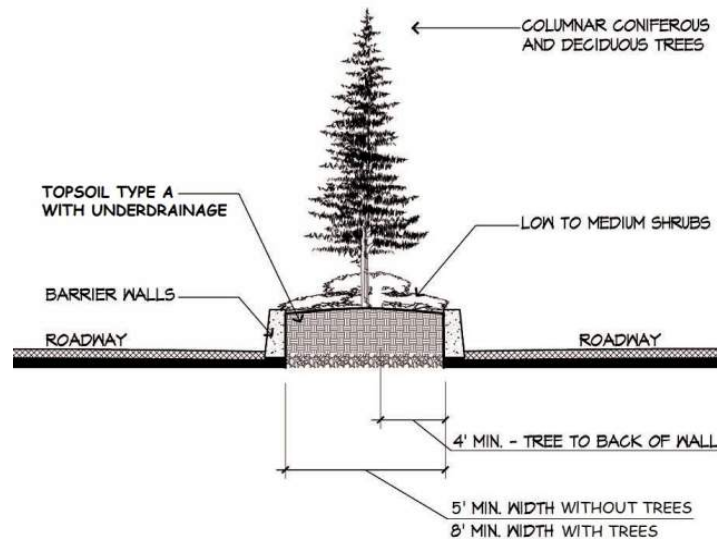 COLUMNAR CONIFEROUS
AND DECIDUOUS TREES
TOPSOIL TYPE A
WITH UNDERDRAINAGE
LOW TO MEDIUM SHRUBS
BARRIER WALLS
ROADWAY
ROADWAY
4' MIN. - TREE TO BACK OF WALL
5' MIN. WIDTH WITHOUT TREES
8' MIN. WIDTH WITH TREES